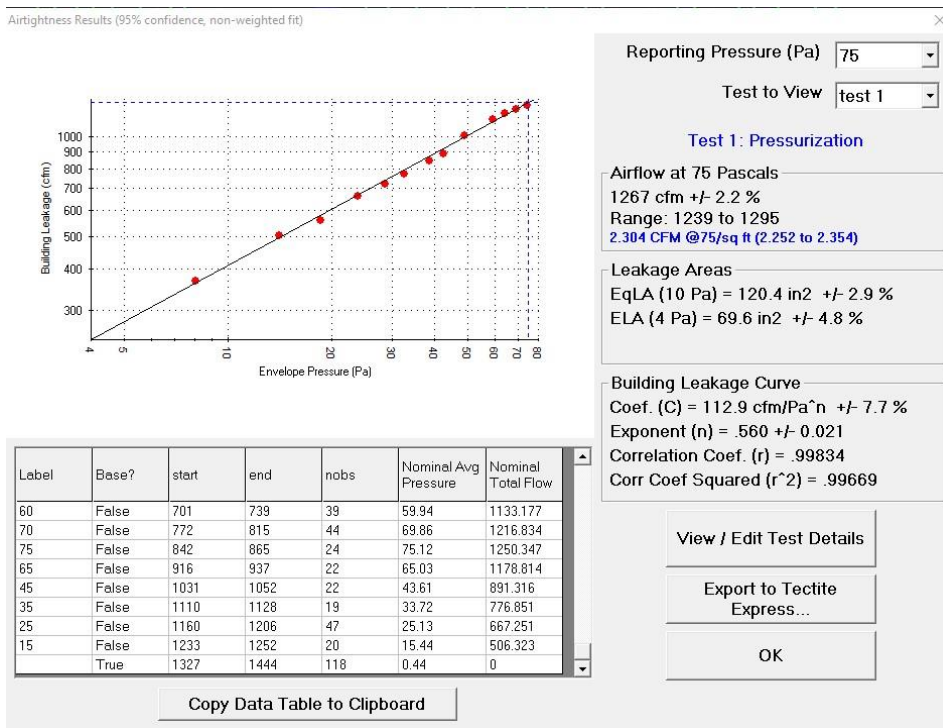 Airtightness Results (95% confidence, non-weighted fit)
Reporting Pressure (Pa) 75
Test to View test 1
Test 1: Pressurization
Airflow at 75 Pascals
1267 cfm +/- 2.2 %
Range: 1239 to 1295
2.304 CFM @75/sq ft (2.252 to 2.354)
Leakage Areas
EqLA (10 Pa) = 120.4 in2 +/- 2.9 %
ELA (4 Pa) = 69.6 in2 +/- 4.8 %
Building Leakage Curve
Coef. (C) = 112.9 cfm/Pa^n +/- 7.7 %
Exponent (n) = .560 +/- 0.021
Correlation Coef. (r) = .99834
Corr Coef Squared (r^2) = .99669
View / Edit Test Details
Export to Tectite
Express...
OK
Building Leakage (cfm)
1000
900
800
700
600
500
400
300
4 5 10 20 30 40 50 60 70 80
Envelope Pressure (Pa)
Label Base? start end nobs Nominal Avg Pressure Nominal Total Flow
60 False 701 739 39 59.94 1133.177
70 False 772 815 44 69.86 1216.834
75 False 842 865 24 75.12 1250.347
65 False 916 937 22 65.03 1178.814
45 False 1031 1052 22 43.61 891.316
35 False 1110 1128 19 33.72 776.851
25 False 1160 1206 47 25.13 667.251
15 False 1233 1252 20 15.44 506.323
True 1327 1444 118 0.44 0
Copy Data Table to Clipboard